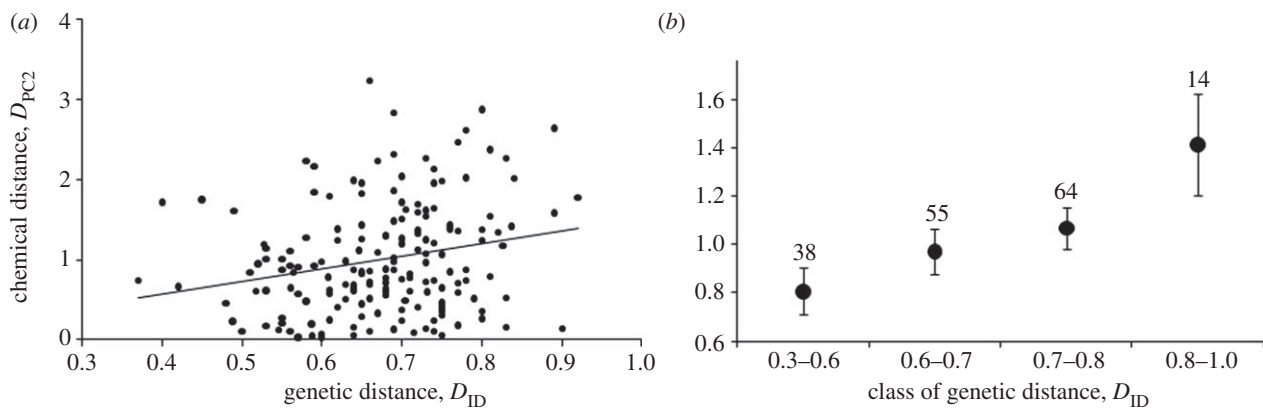 (a)
4
3
2
1
0
chemical distance, DPC2
0.3 0.4 0.5 0.6 0.7 0.8 0.9 1.0
genetic distance, DID
(b)
1.6
1.4
1.2
1.0
0.8
0.6
38
55
64
14
0.3–0.6 0.6–0.7 0.7–0.8 0.8–1.0
class of genetic distance, DID